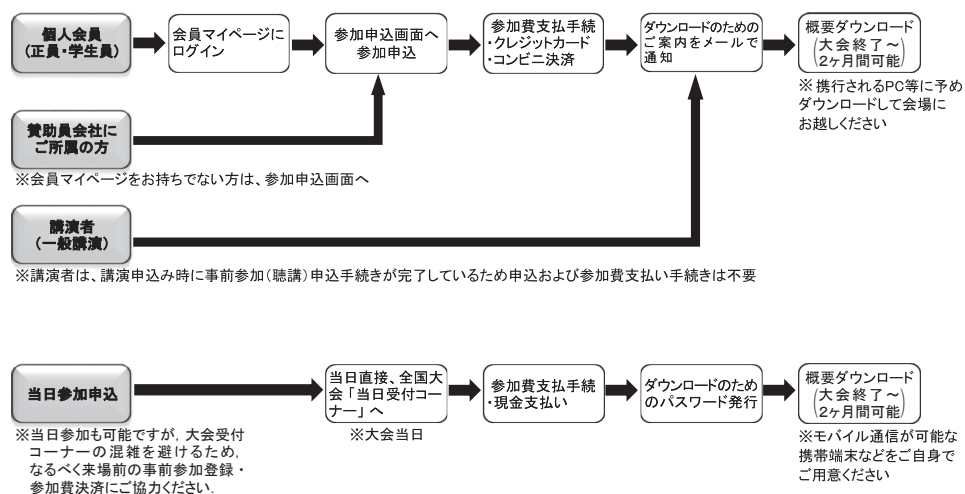 個人会員
(正員・学生員)
会員マイページに
ログイン
参加申込画面へ
参加申込
参加費支払手続
・クレジットカード
・コンビニ決済
ダウンロードのための
ご案内をメールで
通知
概要ダウンロード
(大会終了～
2ヶ月間可能)
※携行されるPC等に予め
ダウンロードして会場に
お越しください
賛助員会社に
ご所属の方
※会員マイページをお持ちでない方は、参加申込画面へ
講演者
(一般講演)
※講演者は、講演申込み時に事前参加(聴講)申込手続きが完了しているため申込および参加費支払い手続きは不要
当日参加申込
※当日参加も可能ですが，大会受付
コーナーの混雑を避けるため，
なるべく来場前の事前参加登録・
参加費決済にご協力ください．
当日直接、全国大
会「当日受付コー
ナー」へ
※大会当日
参加費支払手続
・現金支払い
ダウンロードのため
のパスワード発行
概要ダウンロード
(大会終了～
2ヶ月間可能)
※モバイル通信が可能な
携帯端末などをご自身で
ご用意ください